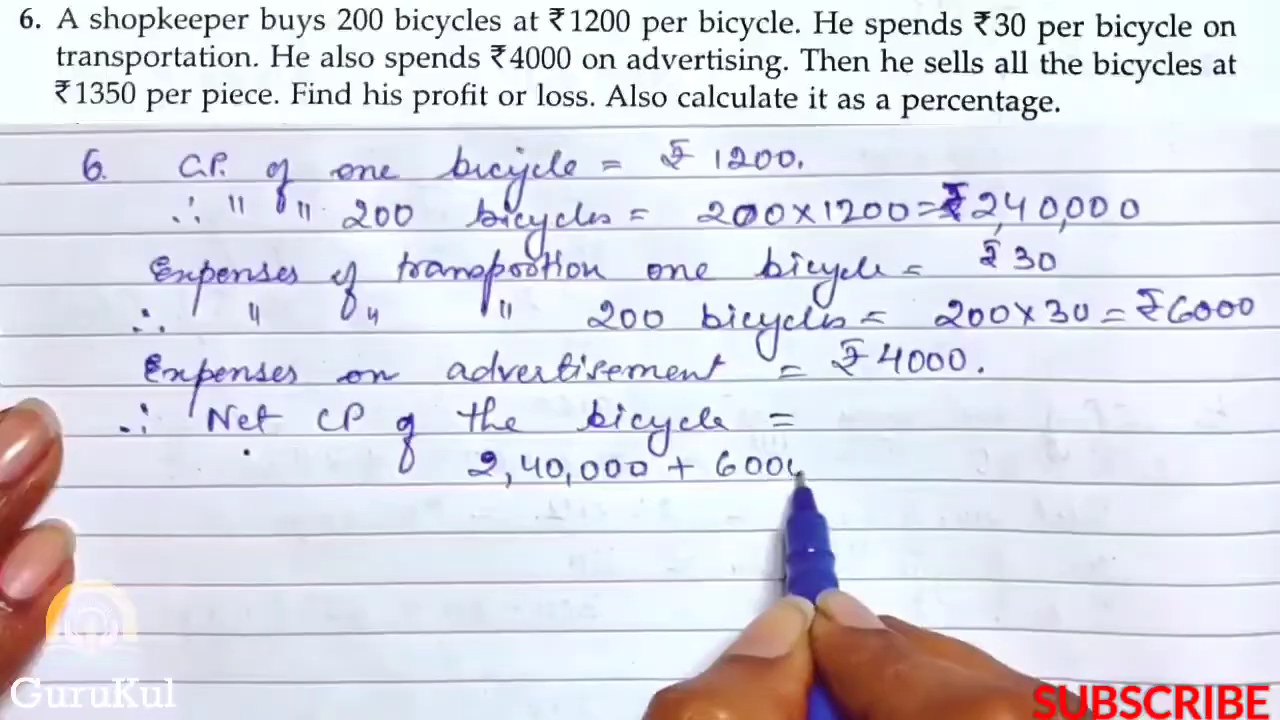 6. A shopkeeper buys 200 bicycles at ₹1200 per bicycle. He spends ₹30 per bicycle on
transportation. He also spends ₹4000 on advertising. Then he sells all the bicycles at
₹1350 per piece. Find his profit or loss. Also calculate it as a percentage.
6. C.P. of one bicycle = ₹ 1200.
∴ " " " 200 bicycles = 200×1200=₹2,40,000
Expenses of transpootion one bicycle = ₹ 30
∴ " " " 200 bicycles = 200×30=₹6000
Expenses on advertisement = ₹4000.
∴ Net CP of the bicycle =
2,40,000 + 6000
GuruKul
SUBSCRIBE